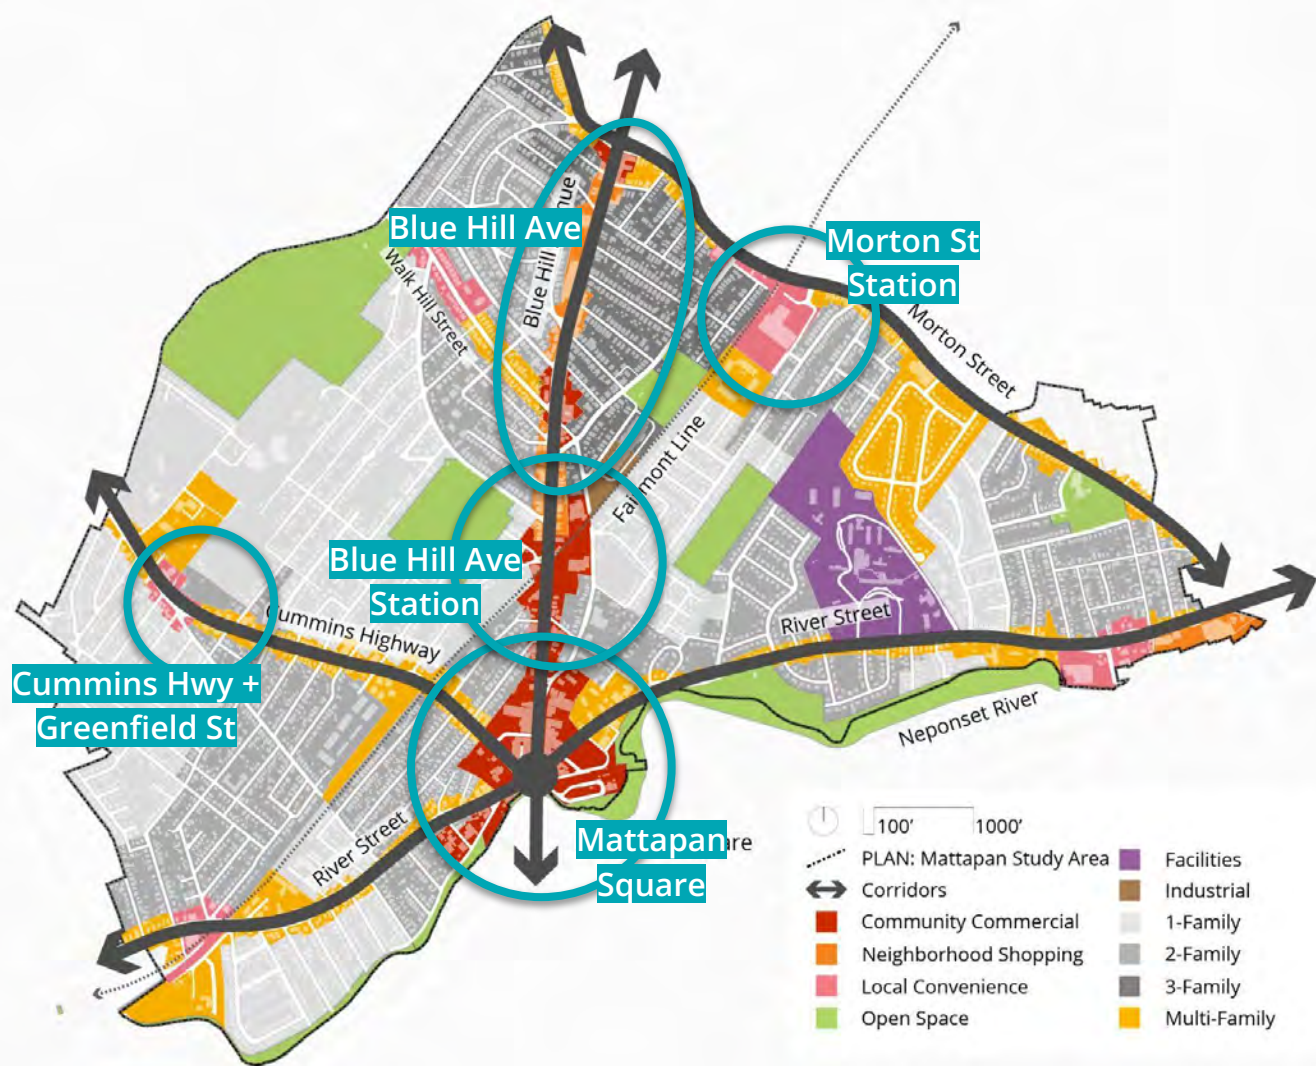 Blue Hill Ave
Blue Hill
nue
Walk Hill Street
Morton St
Station
Morton Street
Fairmont Line
Blue Hill Ave
Station
Cummins Highway
River Street
Cummins Hwy +
Greenfield St
Neponset River
River Street
Mattapan
Square
are
100'
1000'
PLAN: Mattapan Study Area
Corridors
Community Commercial
Neighborhood Shopping
Local Convenience
Open Space
Facilities
Industrial
1-Family
2-Family
3-Family
Multi-Family